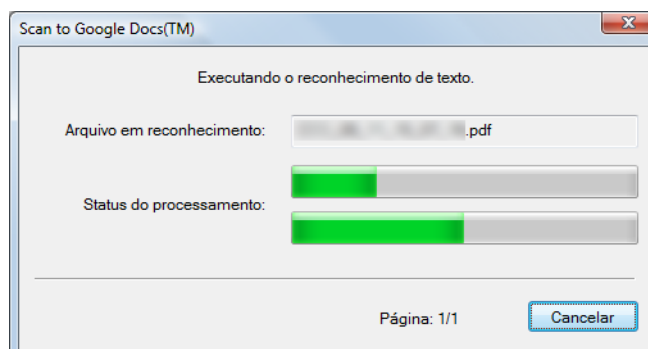 Scan to Google Docs(TM)
Executando o reconhecimento de texto.
Arquivo em reconhecimento: .pdf
Status do processamento:
Página: 1/1 Cancelar